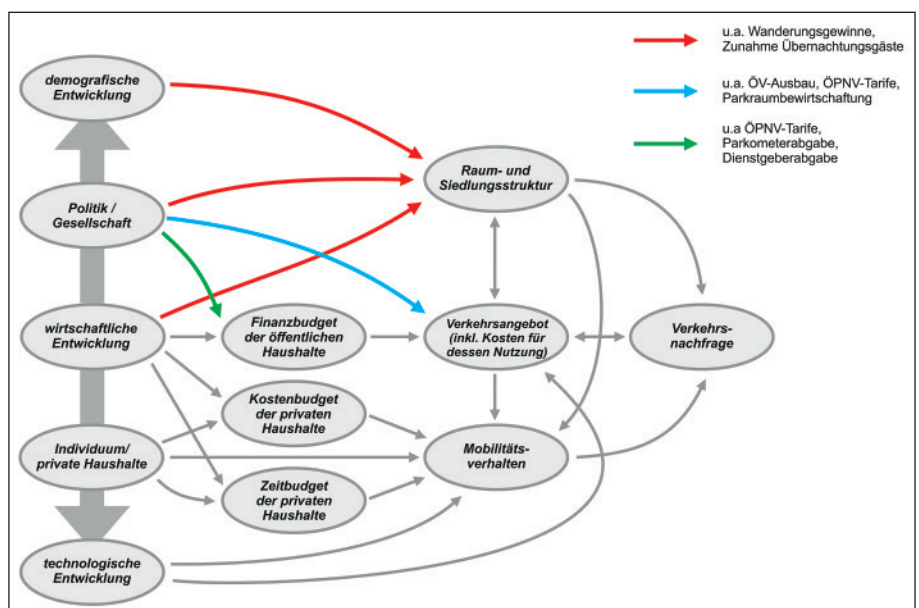 u.a. Wanderungsgewinne,
Zunahme Übernachtungsgäste
u.a. ÖV-Ausbau, ÖPNV-Tarife,
Parkraumbewirtschaftung
u.a ÖPNV-Tarife,
Parkometerabgabe,
Dienstgeberabgabe
demografische
Entwicklung
Politik /
Gesellschaft
wirtschaftliche
Entwicklung
Individuum/
private Haushalte
technologische
Entwicklung
Finanzbudget
der öffentlichen
Haushalte
Kostenbudget
der privaten
Haushalte
Zeitbudget
der privaten
Haushalte
Raum- und
Siedlungsstruktur
Verkehrsangebot
(inkl. Kosten für
dessen Nutzung)
Mobilitäts-
verhalten
Verkehrs-
nachfrage